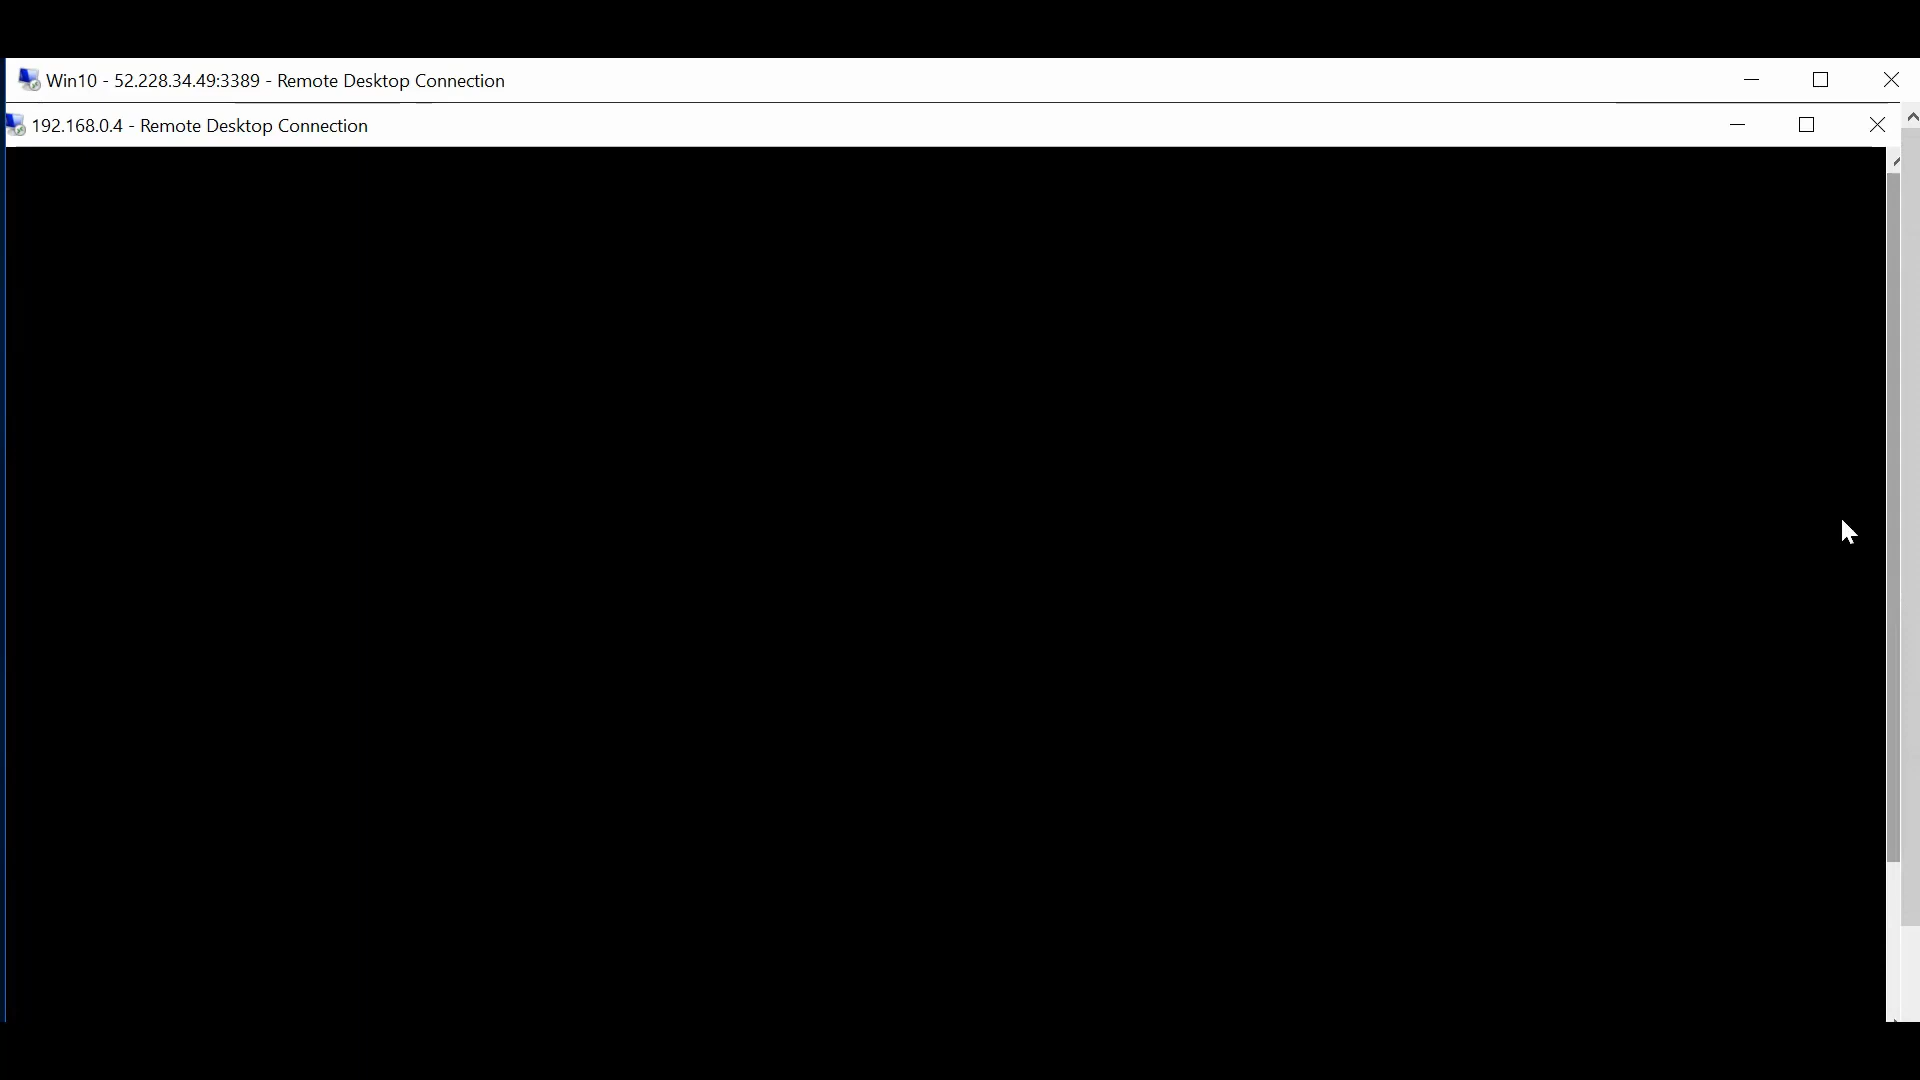 Win10 - 52.228.34.49:3389 - Remote Desktop Connection
192.168.0.4 - Remote Desktop Connection